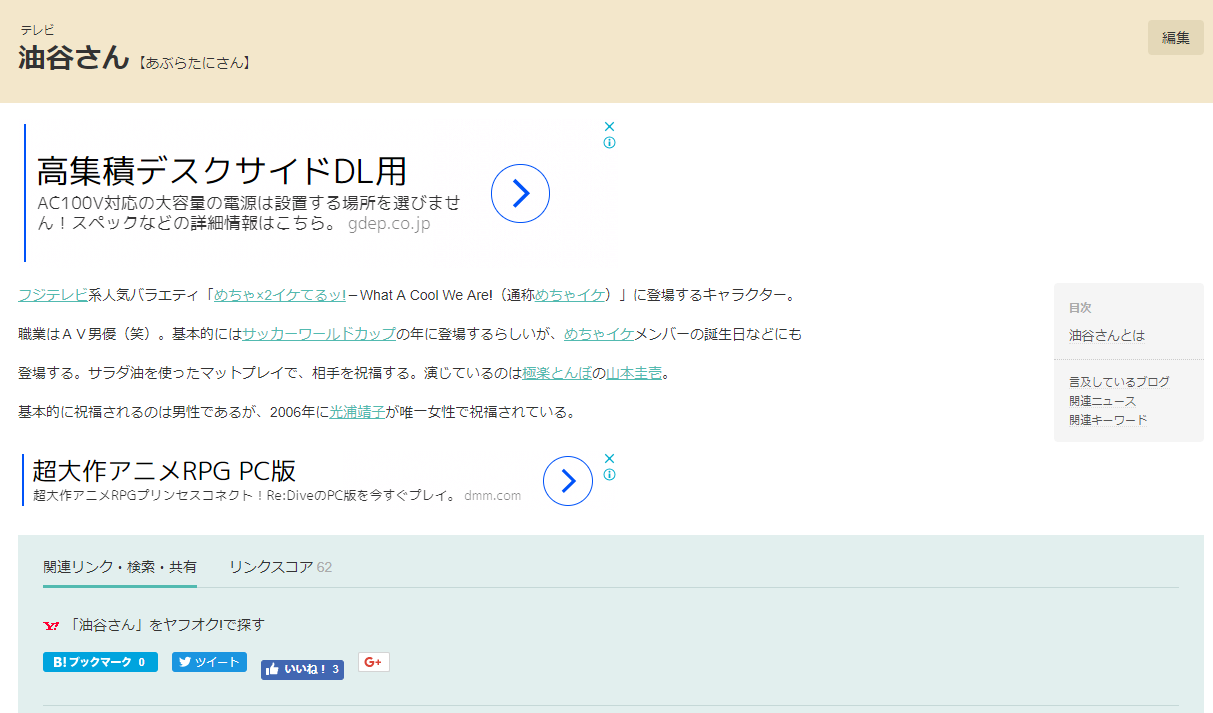 テレビ
油谷さん【あぶらたにさん】
編集
高集積デスクサイドDL用
AC100V対応の大容量の電源は設置する場所を選びませ
ん！スペックなどの詳細情報はこちら。 gdep.co.jp
フジテレビ系人気バラエティ「めちゃ×2イケてるッ!－What A Cool We Are!（通称めちゃイケ）」に登場するキャラクター。
職業はＡＶ男優（笑）。基本的にはサッカーワールドカップの年に登場するらしいが、めちゃイケメンバーの誕生日などにも
登場する。サラダ油を使ったマットプレイで、相手を祝福する。演じているのは極楽とんぼの山本圭壱。
基本的に祝福されるのは男性であるが、2006年に光浦靖子が唯一女性で祝福されている。
目次
油谷さんとは
言及しているブログ
関連ニュース
関連キーワード
超大作アニメRPG PC版
超大作アニメRPGプリンセスコネクト！Re:DiveのPC版を今すぐプレイ。 dmm.com
関連リンク・検索・共有 リンクスコア 62
Y! 「油谷さん」をヤフオク!で探す
B! ブックマーク 0 ツイート いいね！ 3 G+